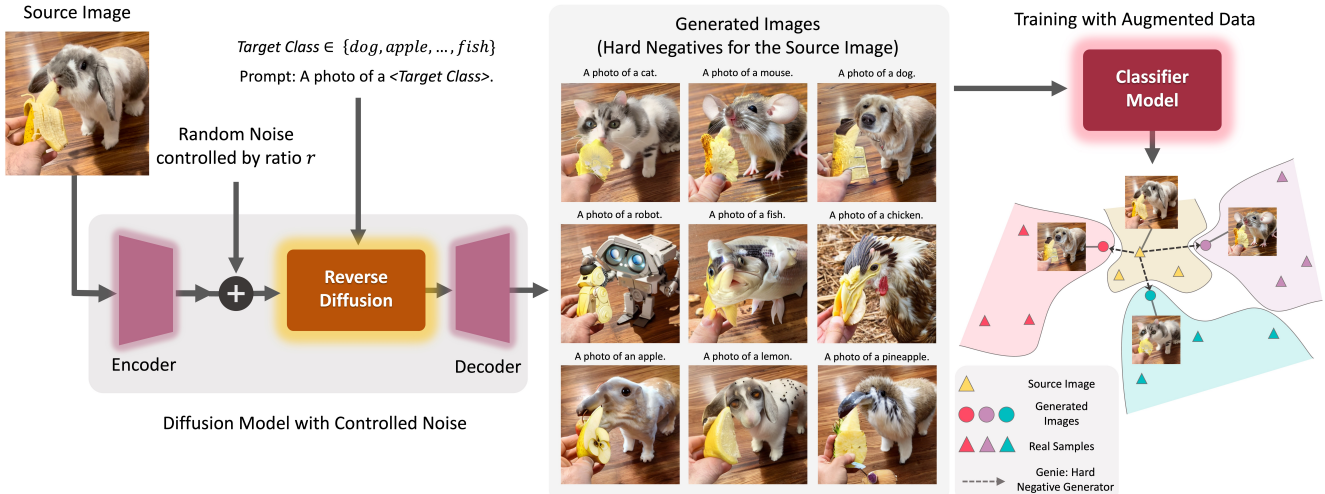 Source Image
Target Class ∈ {dog, apple, ..., fish}
Prompt: A photo of a <Target Class>.
Random Noise
controlled by ratio r
Encoder
+
Reverse
Diffusion
Decoder
Diffusion Model with Controlled Noise
Generated Images
(Hard Negatives for the Source Image)
A photo of a cat.
A photo of a mouse.
A photo of a dog.
A photo of a robot.
A photo of a fish.
A photo of a chicken.
A photo of an apple.
A photo of a lemon.
A photo of a pineapple.
Training with Augmented Data
Classifier
Model
Source Image
Generated
Images
Real Samples
Genie: Hard
Negative Generator